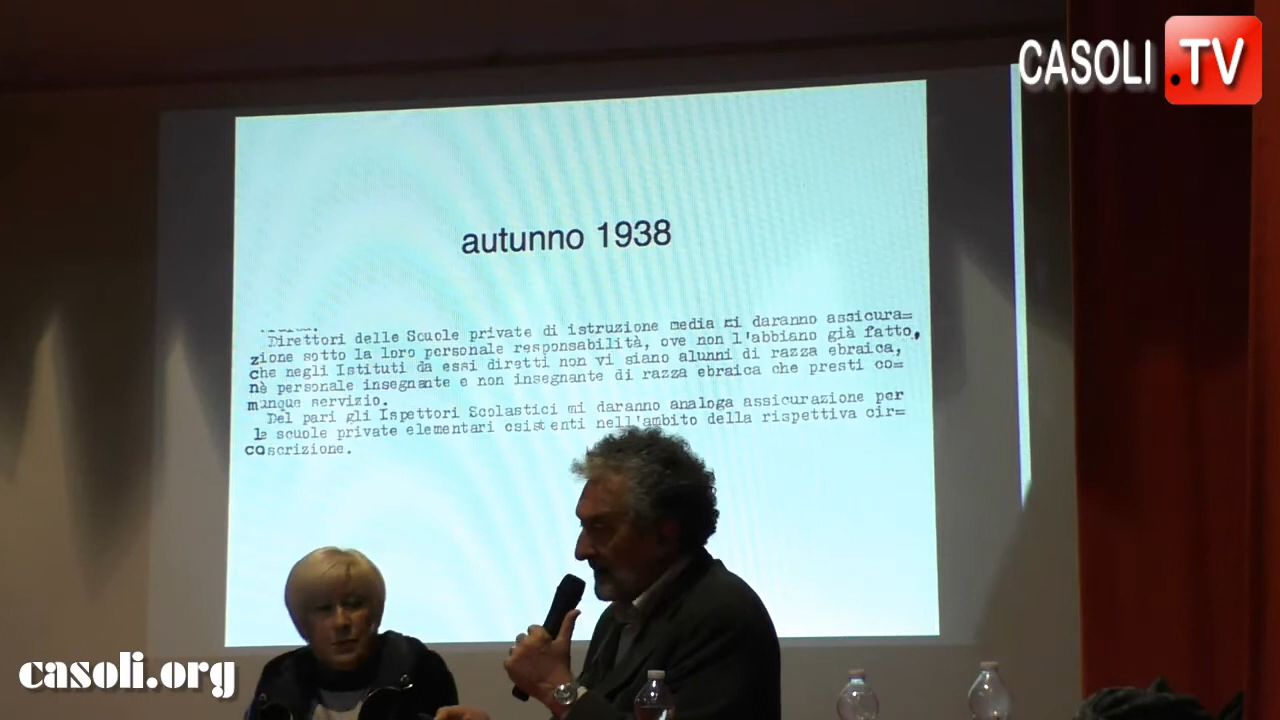 CASOLI .TV
autunno 1938
Direttori delle Scuole private di istruzione media mi daranno assicura=
zione sotto la loro personale responsabilità, ove non l'abbiano già fatto,
che negli Istituti da essi diretti non vi siano alunni di razza ebraica,
nè personale insegnante e non insegnante di razza ebraica che presti co=
munque servizio.
Del pari gli Ispettori Scolastici mi daranno analoga assicurazione per
le scuole private elementari esistenti nell'ambito della rispettiva cir=
coscrizione.
casoli.org